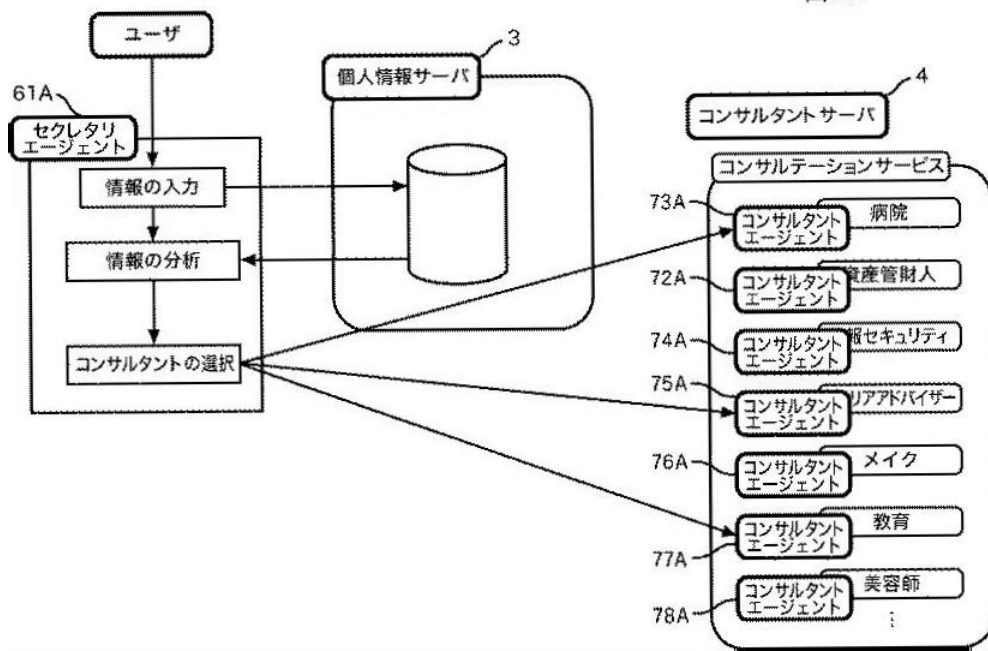 ユーザ
3
個人情報サーバ
61A
セクレタリ
エージェント
情報の入力
情報の分析
コンサルタントの選択
4
コンサルタントサーバ
コンサルテーションサービス
73A
コンサルタント
エージェント
病院
72A
コンサルタント
エージェント
資産管財人
74A
コンサルタント
エージェント
報セキュリティ
75A
コンサルタント
エージェント
リアアドバイザー
76A
コンサルタント
エージェント
メイク
77A
コンサルタント
エージェント
教育
78A
コンサルタント
エージェント
美容師
⋮